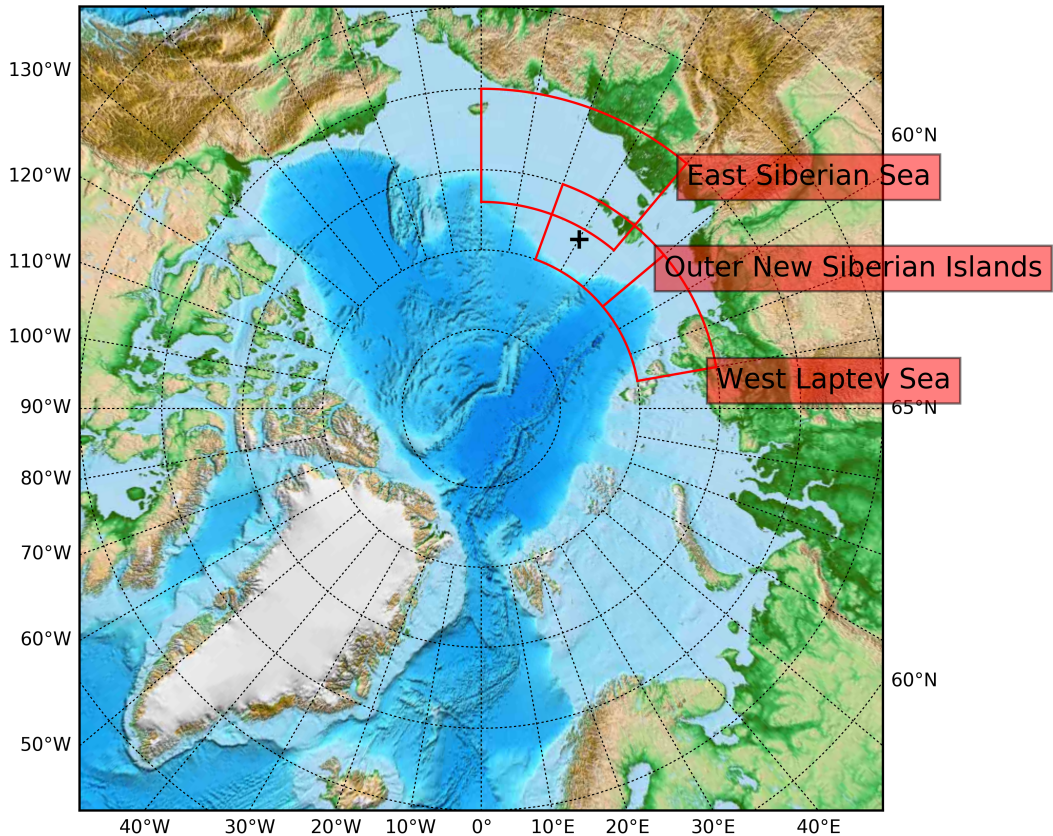 130°W
60°N
120°W
East Siberian Sea
110°W
Outer New Siberian Islands
100°W
West Laptev Sea
90°W
65°N
80°W
70°W
60°W
60°N
50°W
40°W 30°W 20°W 10°W 0° 10°E 20°E 30°E 40°E